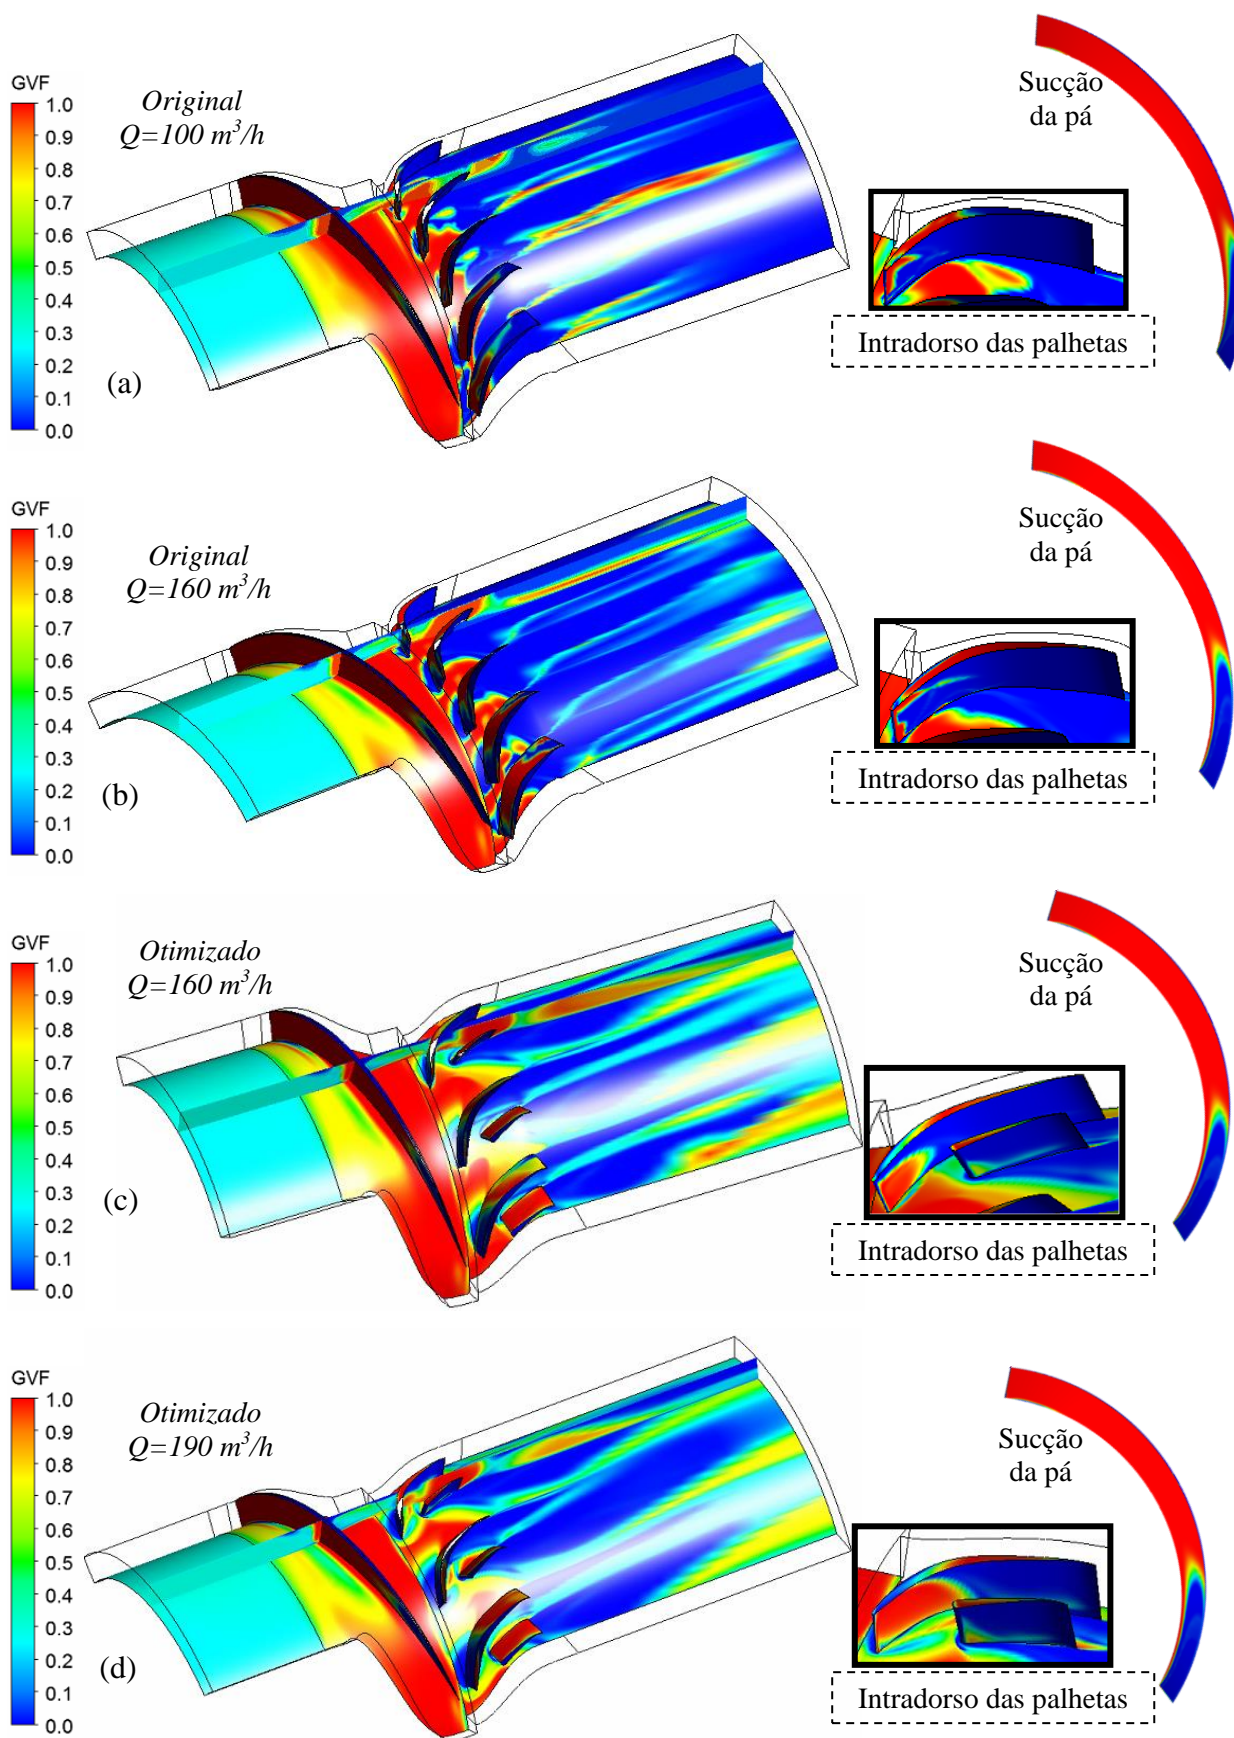 GVF
1.0
0.9
0.8
0.7
0.6
0.5
0.4
0.3
0.2
0.1
0.0
Original
Q=100 m³/h
(a)
Sucção
da pá
Intradorso das palhetas
GVF
1.0
0.9
0.8
0.7
0.6
0.5
0.4
0.3
0.2
0.1
0.0
Original
Q=160 m³/h
(b)
Sucção
da pá
Intradorso das palhetas
GVF
1.0
0.9
0.8
0.7
0.6
0.5
0.4
0.3
0.2
0.1
0.0
Otimizado
Q=160 m³/h
(c)
Sucção
da pá
Intradorso das palhetas
GVF
1.0
0.9
0.8
0.7
0.6
0.5
0.4
0.3
0.2
0.1
0.0
Otimizado
Q=190 m³/h
(d)
Sucção
da pá
Intradorso das palhetas